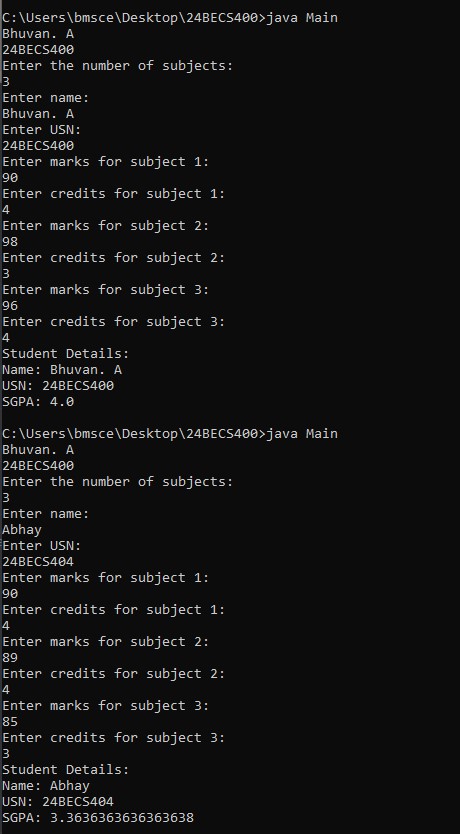 C:\Users\bmsce\Desktop\24BECS400>java Main
Bhuvan. A
24BECS400
Enter the number of subjects:
3
Enter name:
Bhuvan. A
Enter USN:
24BECS400
Enter marks for subject 1:
90
Enter credits for subject 1:
4
Enter marks for subject 2:
98
Enter credits for subject 2:
3
Enter marks for subject 3:
96
Enter credits for subject 3:
4
Student Details:
Name: Bhuvan. A
USN: 24BECS400
SGPA: 4.0
C:\Users\bmsce\Desktop\24BECS400>java Main
Bhuvan. A
24BECS400
Enter the number of subjects:
3
Enter name:
Abhay
Enter USN:
24BECS404
Enter marks for subject 1:
90
Enter credits for subject 1:
4
Enter marks for subject 2:
89
Enter credits for subject 2:
4
Enter marks for subject 3:
85
Enter credits for subject 3:
3
Student Details:
Name: Abhay
USN: 24BECS404
SGPA: 3.3636363636363638